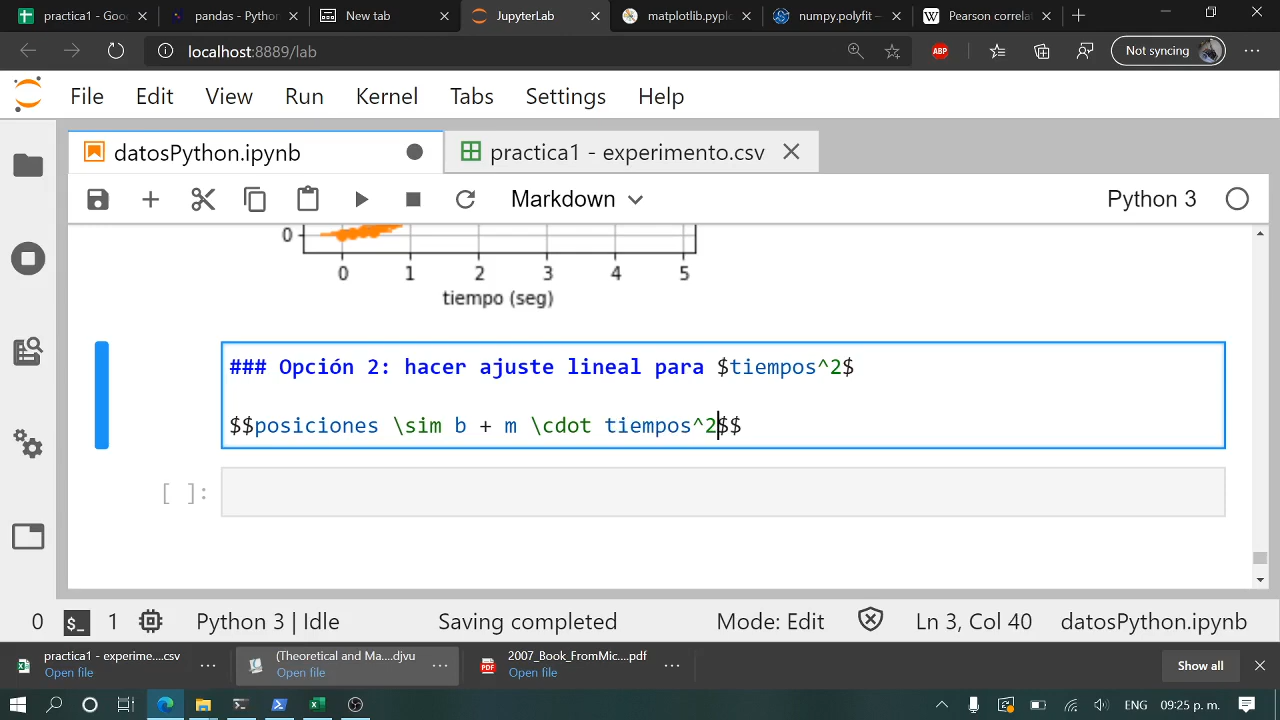 practica1 - Goo
pandas - Python
New tab
JupyterLab
matplotlib.pyplo
numpy.polyfit —
Pearson correlat
localhost:8889/lab
ABP
Not syncing
File Edit View Run Kernel Tabs Settings Help
datosPython.ipynb
practica1 - experimento.csv
Markdown
Python 3
0
0 1 2 3 4 5
tiempo (seg)
### Opción 2: hacer ajuste lineal para $tiempos^2$
$$posiciones \sim b + m \cdot tiempos^2$$
[ ]:
0 $_ 1 Python 3 | Idle Saving completed Mode: Edit Ln 3, Col 40 datosPython.ipynb
practica1 - experime....csv
Open file
(Theoretical and Ma....djvu
Open file
PDF
2007_Book_FromMic....pdf
Open file
Show all
ENG 09:25 p. m.